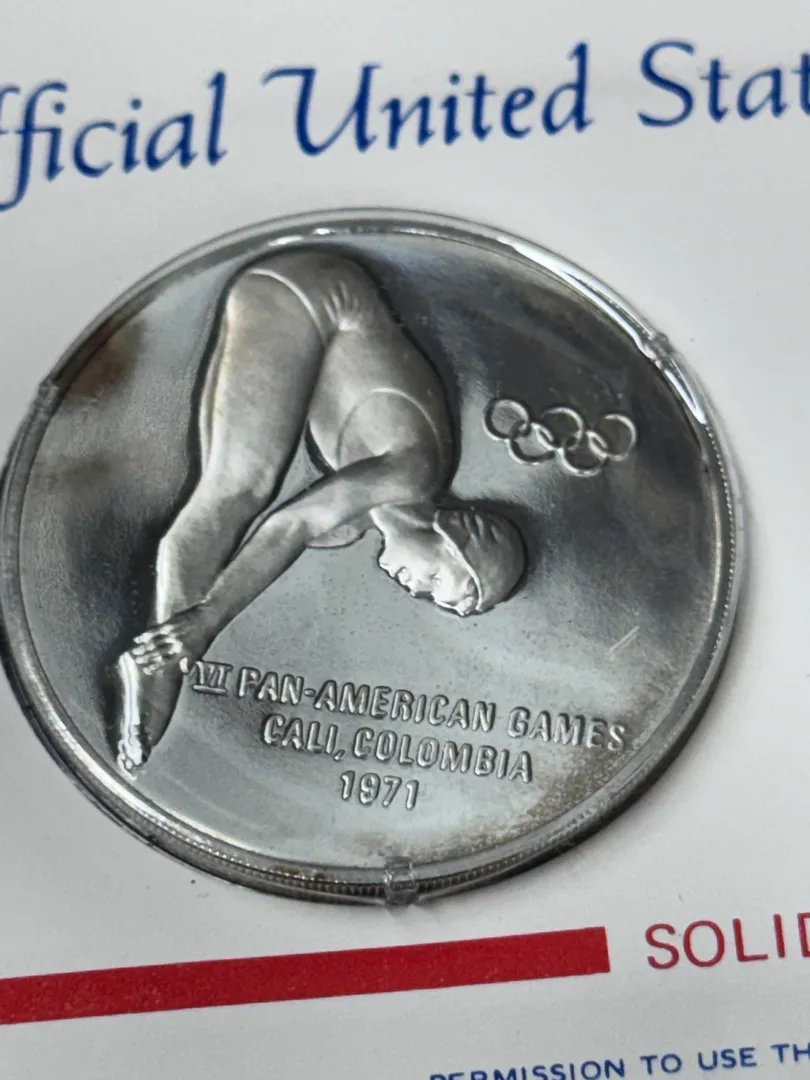 fficial United Stat
VI PAN-AMERICAN GAMES
CALI, COLOMBIA
1971
SOLID
PERMISSION TO USE TH